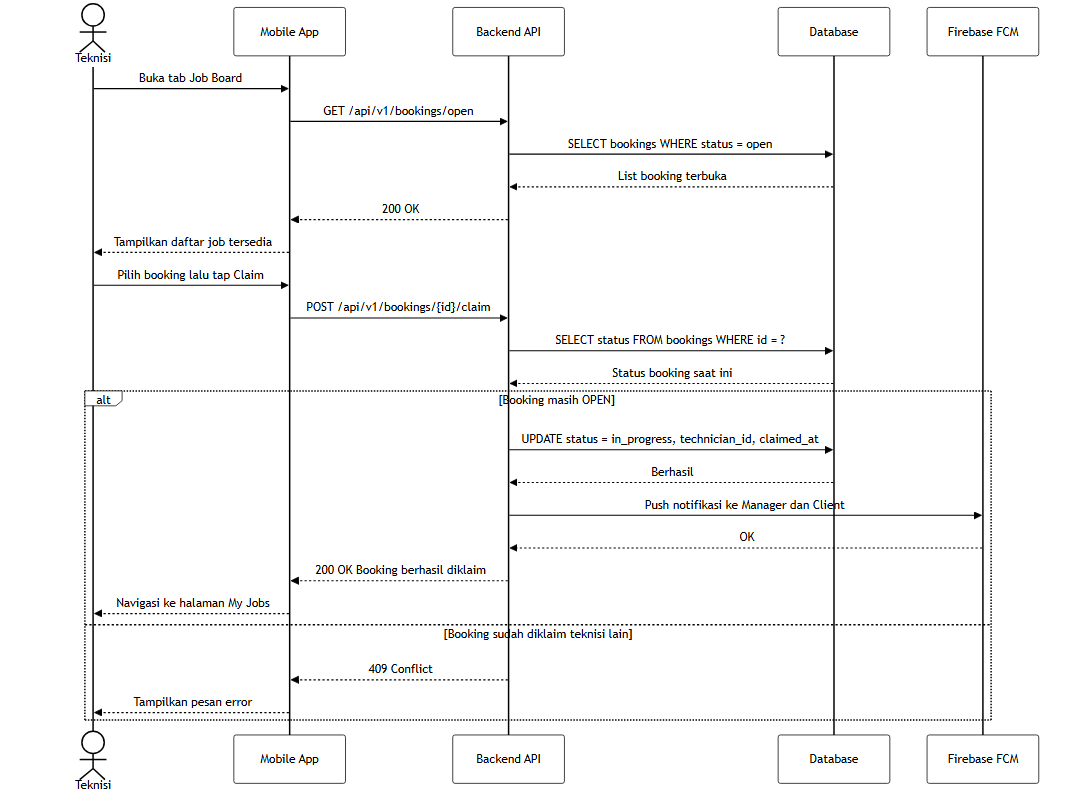 Teknisi
Mobile App
Backend API
Database
Firebase FCM
Buka tab Job Board
GET /api/v1/bookings/open
SELECT bookings WHERE status = open
List booking terbuka
200 OK
Tampilkan daftar job tersedia
Pilih booking lalu tap Claim
POST /api/v1/bookings/{id}/claim
SELECT status FROM bookings WHERE id = ?
Status booking saat ini
alt
[Booking masih OPEN]
UPDATE status = in_progress, technician_id, claimed_at
Berhasil
Push notifikasi ke Manager dan Client
OK
200 OK Booking berhasil diklaim
Navigasi ke halaman My Jobs
[Booking sudah diklaim teknisi lain]
409 Conflict
Tampilkan pesan error
Teknisi
Mobile App
Backend API
Database
Firebase FCM